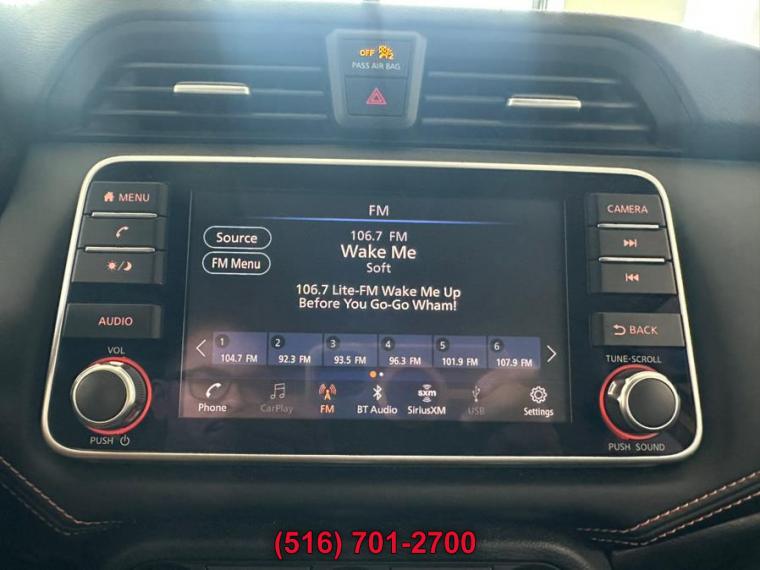 OFF 2
PASS AIR BAG
MENU
AUDIO
VOL
PUSH
FM
Source
FM Menu
106.7 FM
Wake Me
Soft
106.7 Lite-FM Wake Me Up
Before You Go-Go Wham!
1 2 3 4 5 6
104.7 FM 92.3 FM 93.5 FM 96.3 FM 101.9 FM 107.9 FM
Phone CarPlay FM BT Audio SiriusXM USB Settings
sxm
CAMERA
BACK
TUNE-SCROLL
PUSH SOUND
(516) 701-2700